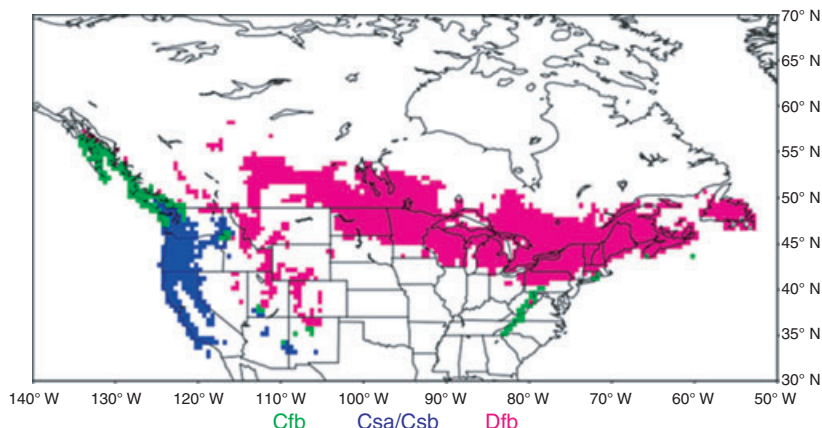 70° N
65° N
60° N
55° N
50° N
45° N
40° N
35° N
30° N
140° W 130° W 120° W 100° W 90° W 80° W 70° W 60° W 50° W
Cfb Csa/Csb Dfb